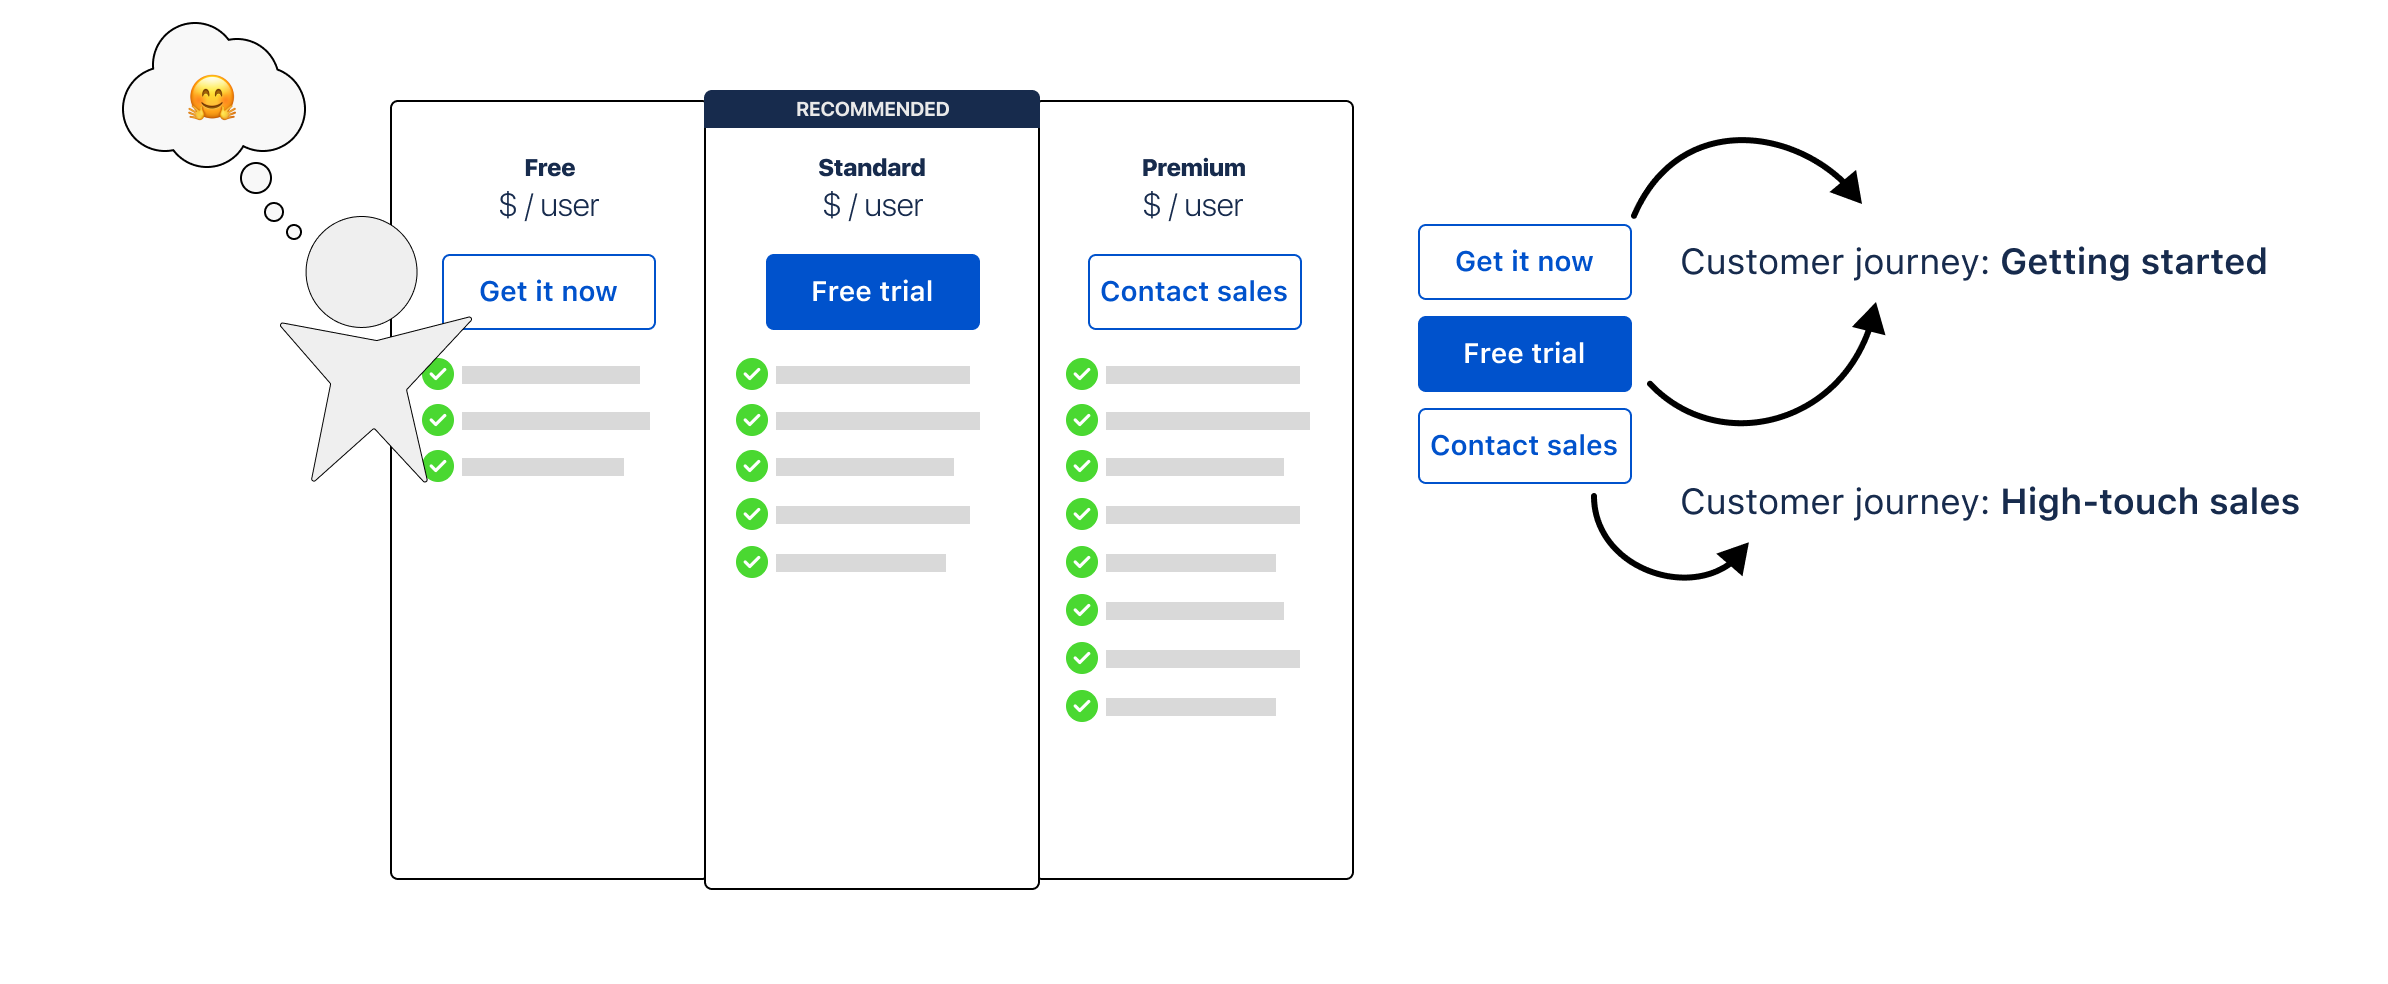 RECOMMENDED
Free
$ / user
Get it now
Standard
$ / user
Free trial
Premium
$ / user
Contact sales
Get it now
Free trial
Contact sales
Customer journey: Getting started
Customer journey: High-touch sales